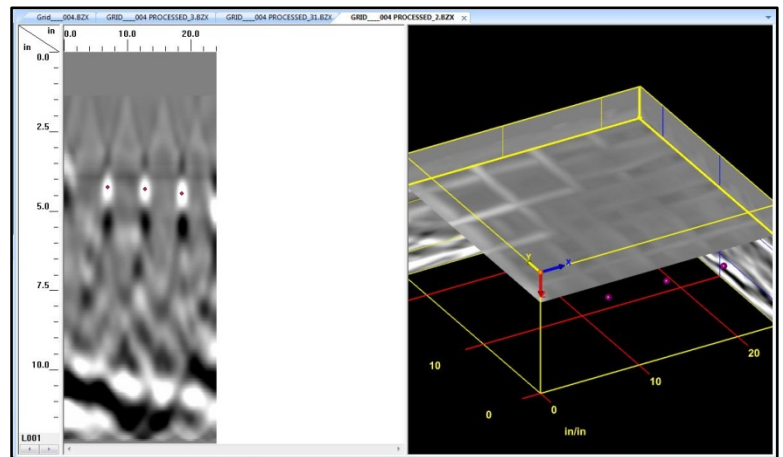 Grid___004.BZX GRID___004 PROCESSED_3.BZX GRID___004 PROCESSED_31.BZX GRID___004 PROCESSED_2.BZX ×
in 0.0 10.0 20.0
in
0.0
2.5
5.0
7.5
10.0
L001
Y X
10 20
10
0 0
in/in